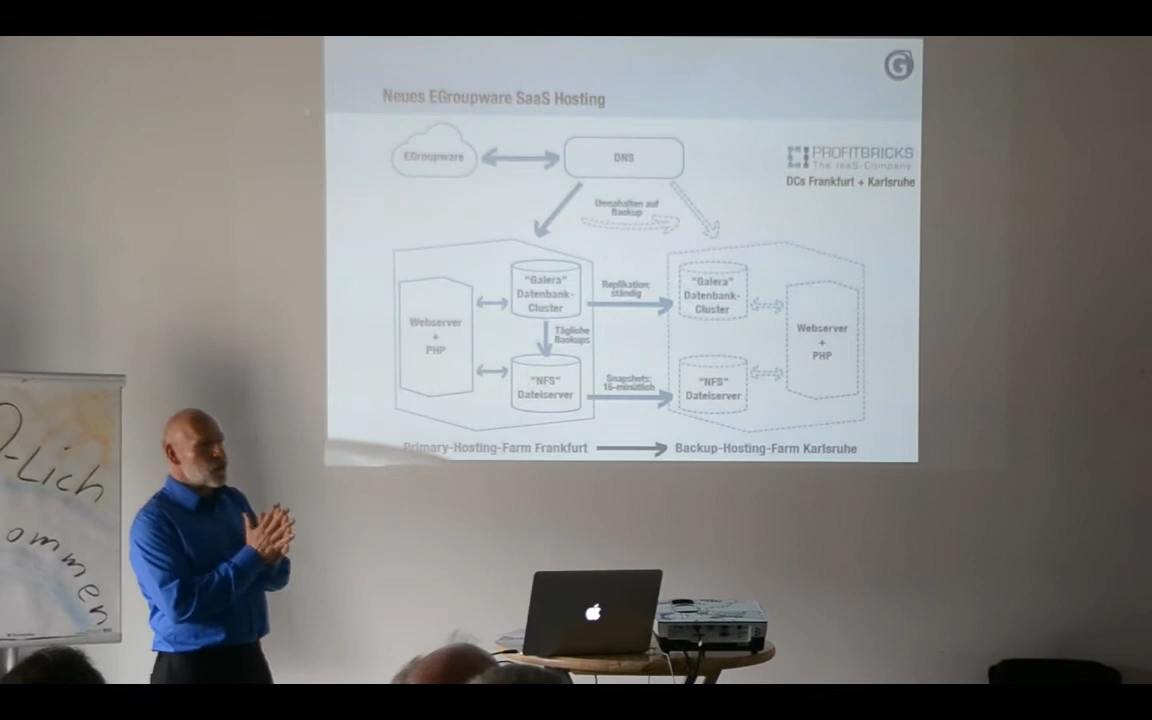 G
Neues EGroupware SaaS Hosting
EGroupware
DNS
PROFITBRICKS
The IaaS-Company
DCs Frankfurt + Karlsruhe
Umschalten auf
Backup
"Galera"
Datenbank-
Cluster
Replikation:
ständig
"Galera"
Datenbank-
Cluster
Webserver
+
PHP
Tägliche
Backups
Webserver
+
PHP
"NFS"
Dateiserver
Snapshots:
"NFS"
Dateiserver
Primary-Hosting-Farm Frankfurt
Backup-Hosting-Farm Karlsruhe
-Lich
ommen